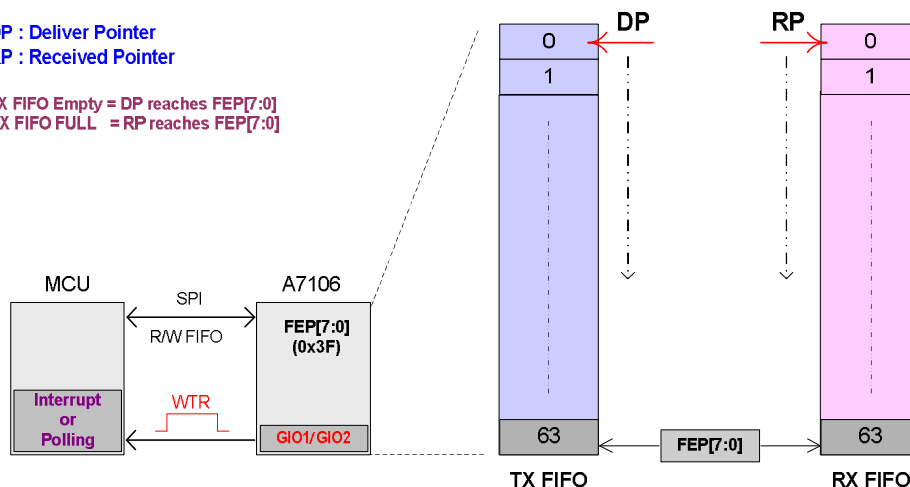 DP : Deliver Pointer
RP : Received Pointer
X FIFO Empty = DP reaches FEP[7:0]
X FIFO FULL = RP reaches FEP[7:0]
DP
RP
0
1
63
TX FIFO
0
1
63
RX FIFO
FEP[7:0]
MCU
Interrupt
or
Polling
SPI
R/W FIFO
WTR
A7106
FEP[7:0]
(0x3F)
GIO1/GIO2